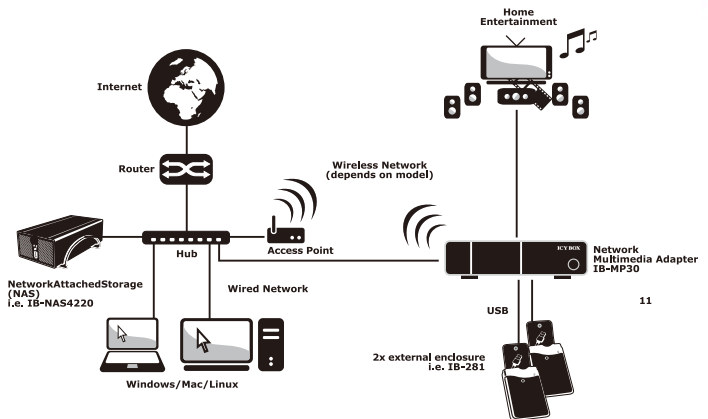 Home
Entertainment
Internet
Router
Wireless Network
(depends on model)
Hub
Access Point
ICY BOX
Network
Multimedia Adapter
IB-MP30
NetworkAttachedStorage
(NAS)
i.e. IB-NAS4220
Wired Network
USB
11
2x external enclosure
i.e. IB-281
Windows/Mac/Linux